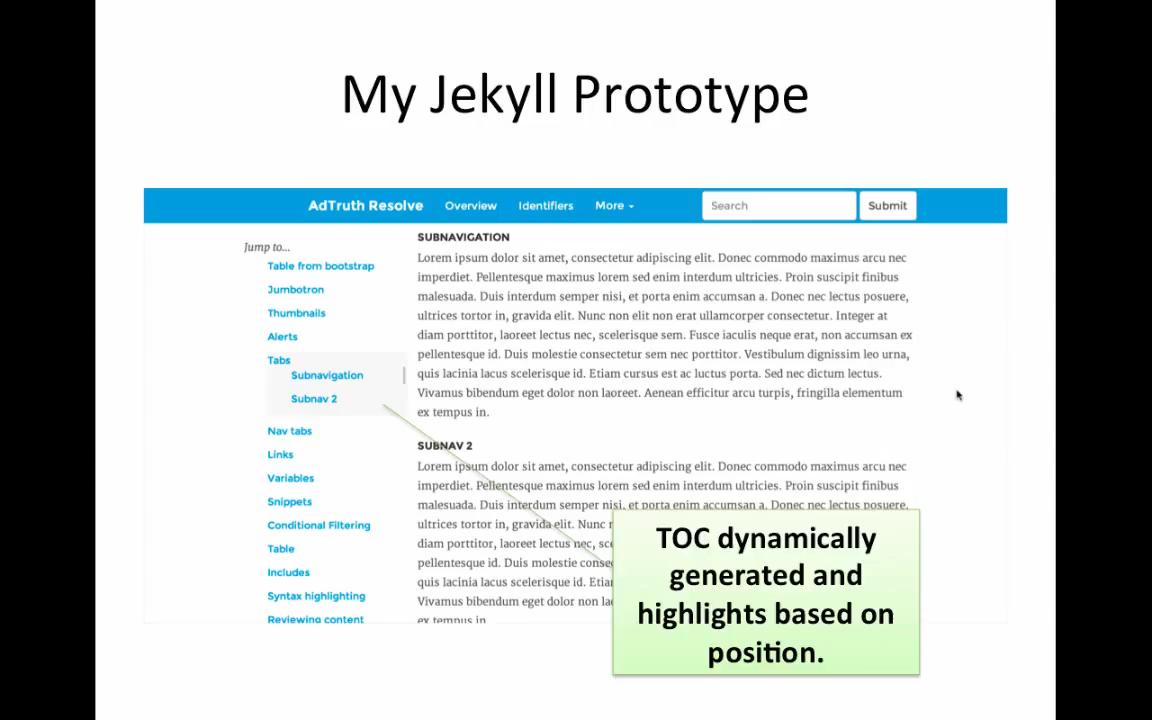 My Jekyll Prototype
AdTruth Resolve Overview Identifiers More Search Submit
Jump to...
Table from bootstrap
Jumbotron
Thumbnails
Alerts
Tabs
Subnavigation
Subnav 2
Nav tabs
Links
Variables
Snippets
Conditional Filtering
Table
Includes
Syntax highlighting
Reviewing content
SUBNAVIGATION
Lorem ipsum dolor sit amet, consectetur adipiscing elit. Donec commodo maximus arcu nec
imperdiet. Pellentesque maximus lorem sed enim interdum ultricies. Proin suscipit finibus
malesuada. Duis interdum semper nisi, et porta enim accumsan a. Donec nec lectus posuere,
ultrices tortor in, gravida elit. Nunc non elit non erat ullamcorper consectetur. Integer at
diam porttitor, laoreet lectus nec, scelerisque sem. Fusce iaculis neque erat, non accumsan ex
pellentesque id. Duis molestie consectetur sem nec porttitor. Vestibulum dignissim leo urna,
quis lacinia lacus scelerisque id. Etiam cursus est ac luctus porta. Sed nec dictum lectus.
Vivamus bibendum eget dolor non laoreet. Aenean efficitur arcu turpis, fringilla elementum
ex tempus in.
SUBNAV 2
Lorem ipsum dolor sit amet, consectetur adipiscing elit. Donec commodo maximus arcu nec
imperdiet. Pellentesque maximus lorem sed enim interdum ultricies. Proin suscipit finibus
malesuada. Duis interdum semper nisi, et porta enim accumsan a. Donec nec lectus posuere,
ultrices tortor in, gravida elit. Nunc
diam porttitor, laoreet lectus nec,
pellentesque id. Duis molestie
quis lacinia lacus scelerisque id.
Vivamus bibendum eget dolor non
ex tempus in.
TOC dynamically
generated and
highlights based on
position.